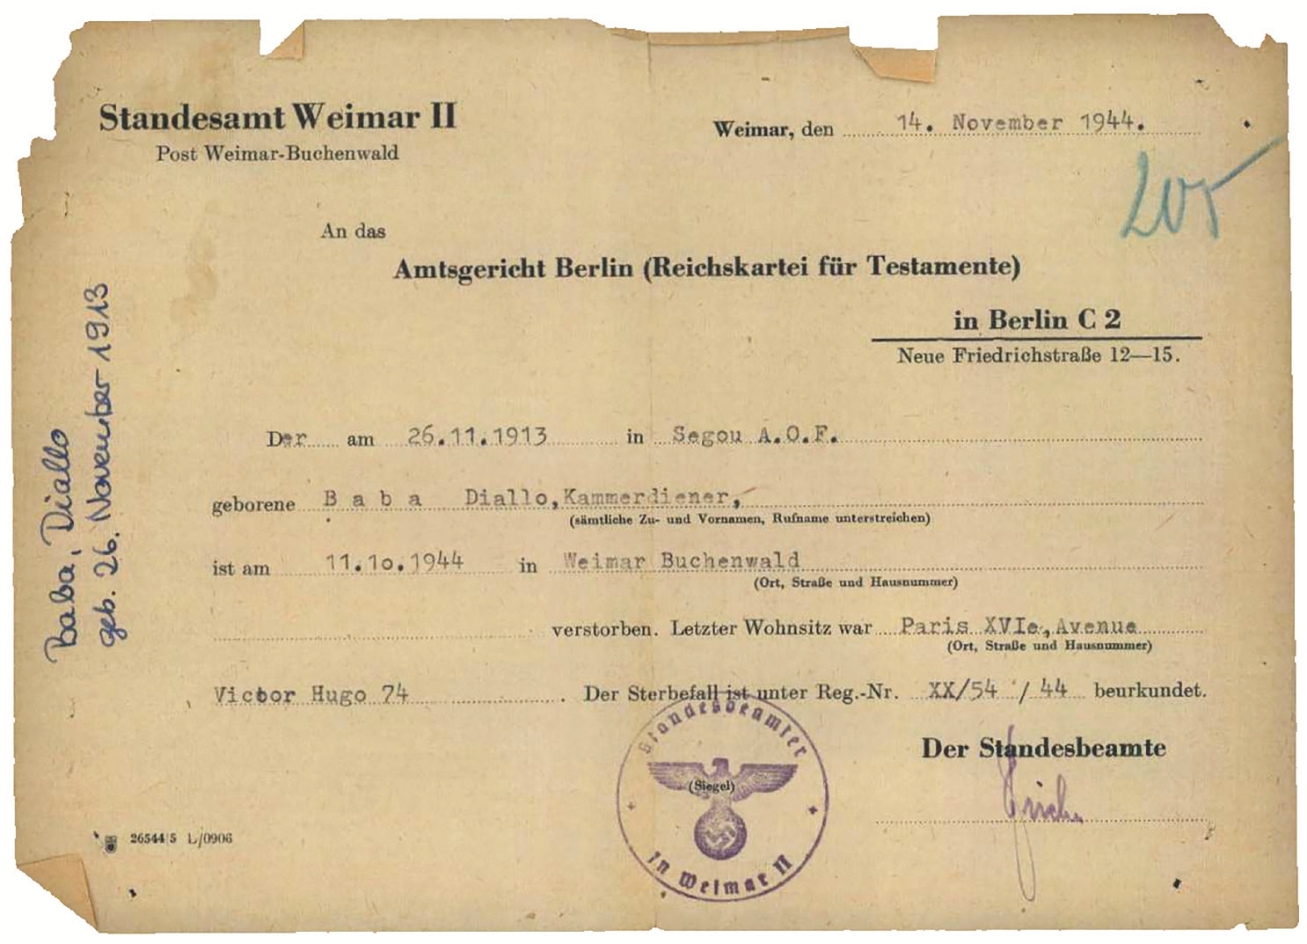 Standesamt Weimar II
Post Weimar-Buchenwald
Weimar, den 14. November 1944.
An das
Amtsgericht Berlin (Reichskartei für Testamente)
in Berlin C 2
Neue Friedrichstraße 12—15.
Baba, Diallo
geb. 26. November 1913
Der am 26.11.1913 in Segou A.O.F.
geborene Baba Diallo, Kammerdiener,
(sämtliche Zu- und Vornamen, Rufname unterstreichen)
ist am 11.10.1944 in Weimar Buchenwald
(Ort, Straße und Hausnummer)
verstorben. Letzter Wohnsitz war Paris XVIe, Avenue
(Ort, Straße und Hausnummer)
Victor Hugo 74. Der Sterbefall ist unter Reg.-Nr. XX/54 / 44 beurkundet.
Standesbeamter
(Siegel)
in Weimar II
Der Standesbeamte
26544/5 L/0906